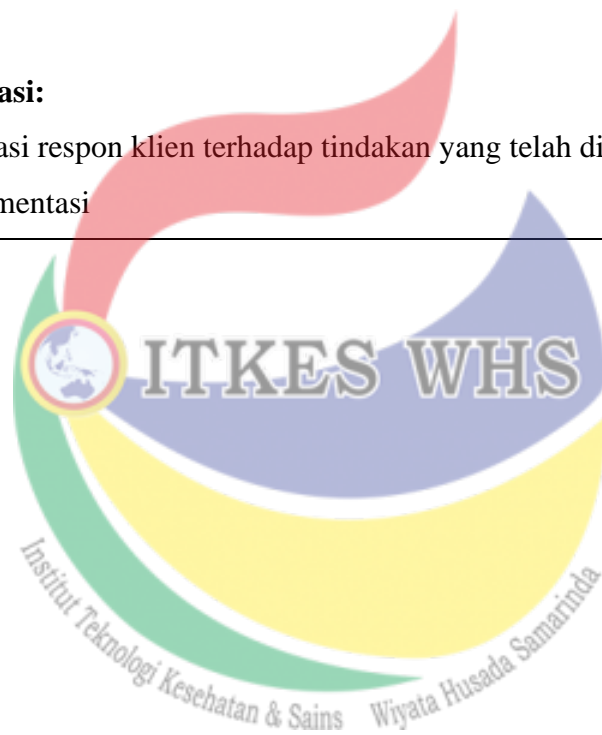 asi:
asi respon klien terhadap tindakan yang telah di
mentasi
ITKES WHS
Institut Teknologi Kesehatan & Sains Wiyata Husada Samarinda